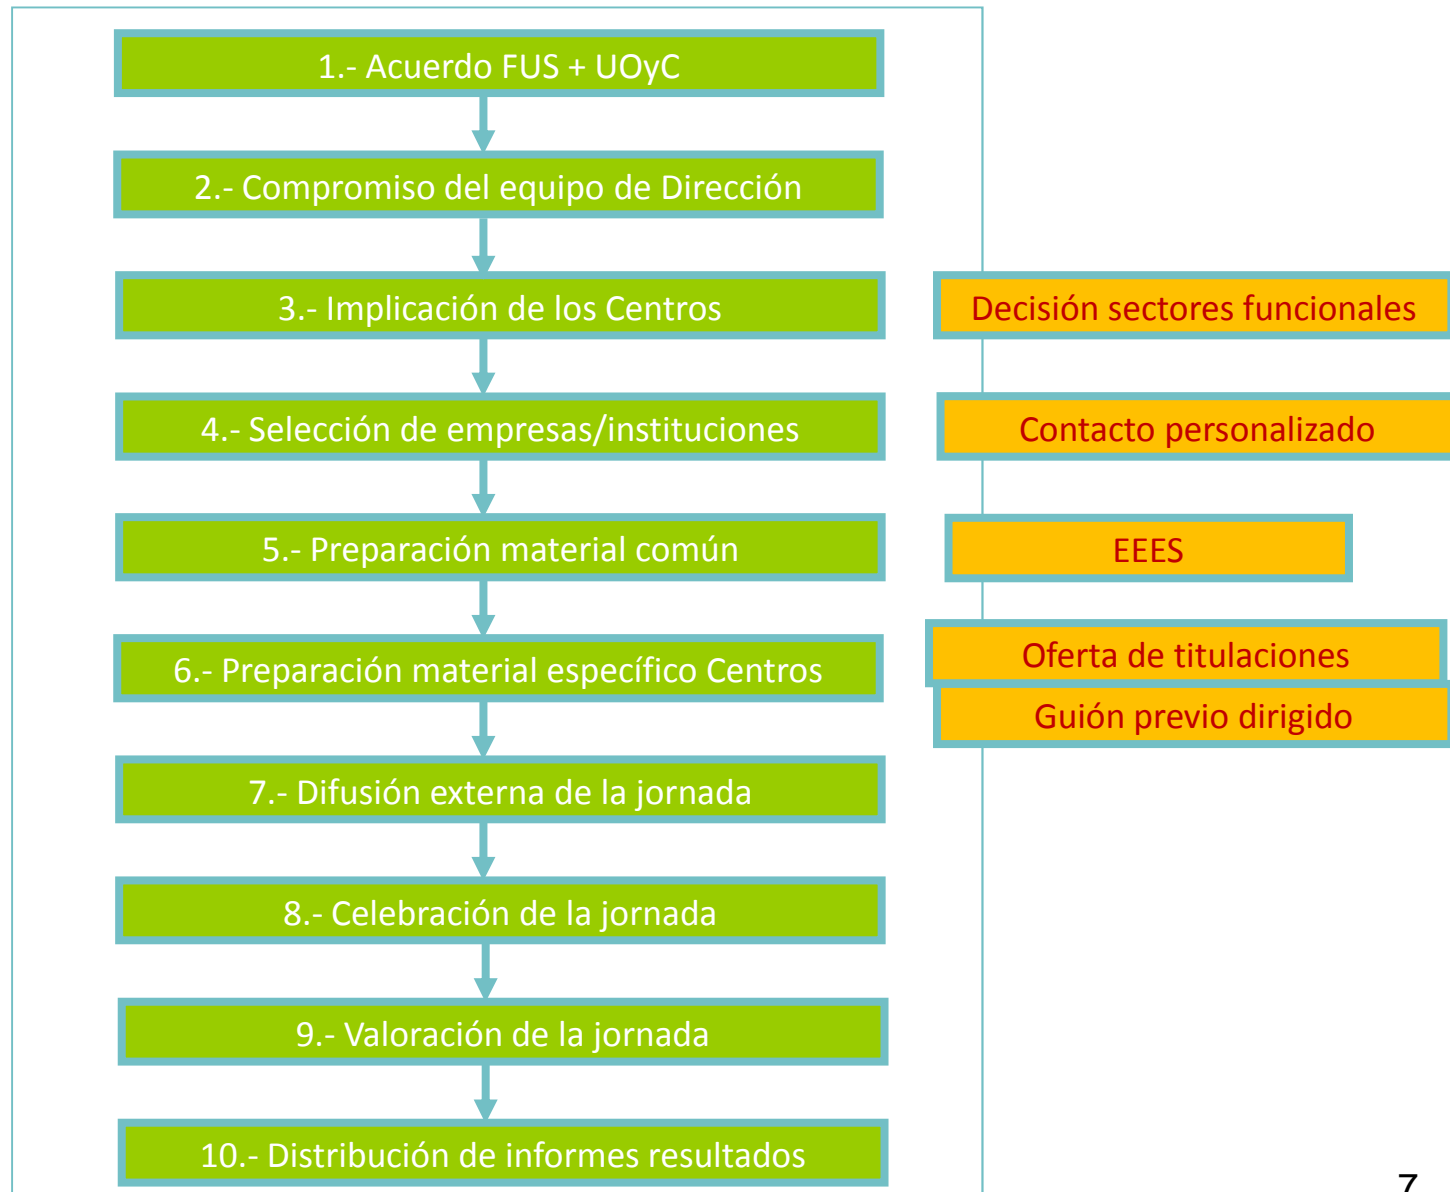 1.- Acuerdo FUS + UOyC
2.- Compromiso del equipo de Dirección
3.- Implicación de los Centros
Decisión sectores funcionales
4.- Selección de empresas/instituciones
Contacto personalizado
5.- Preparación material común
EEES
6.- Preparación material específico Centros
Oferta de titulaciones
Guión previo dirigido
7.- Difusión externa de la jornada
8.- Celebración de la jornada
9.- Valoración de la jornada
10.- Distribución de informes resultados
7